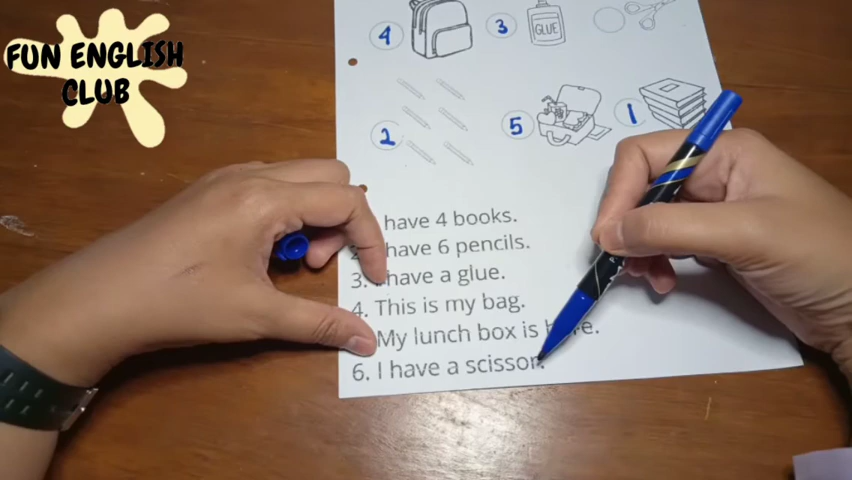 FUN ENGLISH
CLUB
4
3
GLUE
2
5
1
have 4 books.
have 6 pencils.
3. I have a glue.
4. This is my bag.
My lunch box is here.
6. I have a scissor.